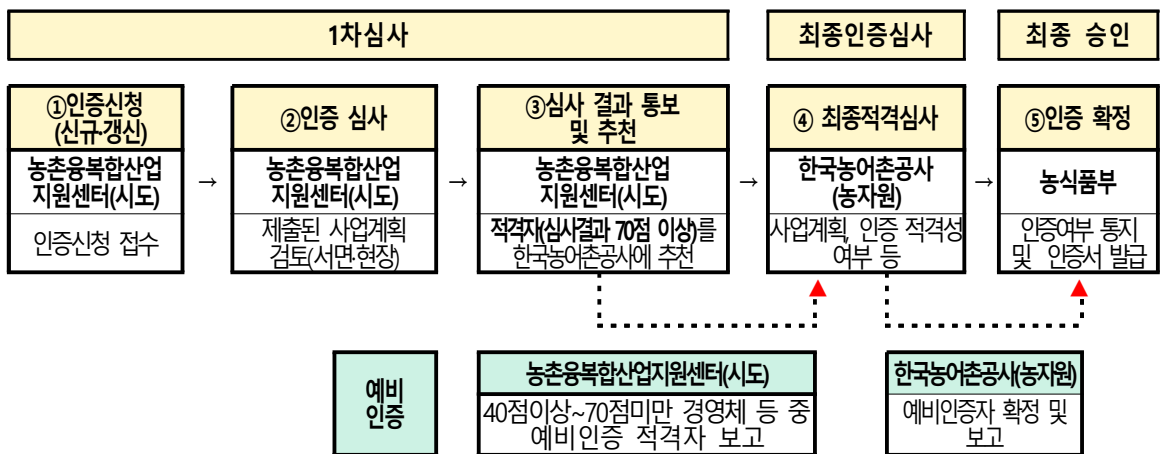 1차심사
최종인증심사
최종 승인
①인증신청
(신규·갱신)
농촌융복합산업
지원센터(시도)
인증신청 접수
→
②인증 심사
농촌융복합산업
지원센터(시도)
제출된 사업계획
검토(서면·현장)
→
③심사 결과 통보
및 추천
농촌융복합산업
지원센터(시도)
적격자(심사결과 70점 이상)를
한국농어촌공사에 추천
→
④ 최종적격심사
한국농어촌공사
(농자원)
사업계획, 인증 적격성
여부 등
→
⑤인증 확정
농식품부
인증여부 통지
및 인증서 발급
예비
인증
농촌융복합산업지원센터(시도)
40점이상~70점미만 경영체 등 중
예비인증 적격자 보고
한국농어촌공사(농자원)
예비인증자 확정 및
보고